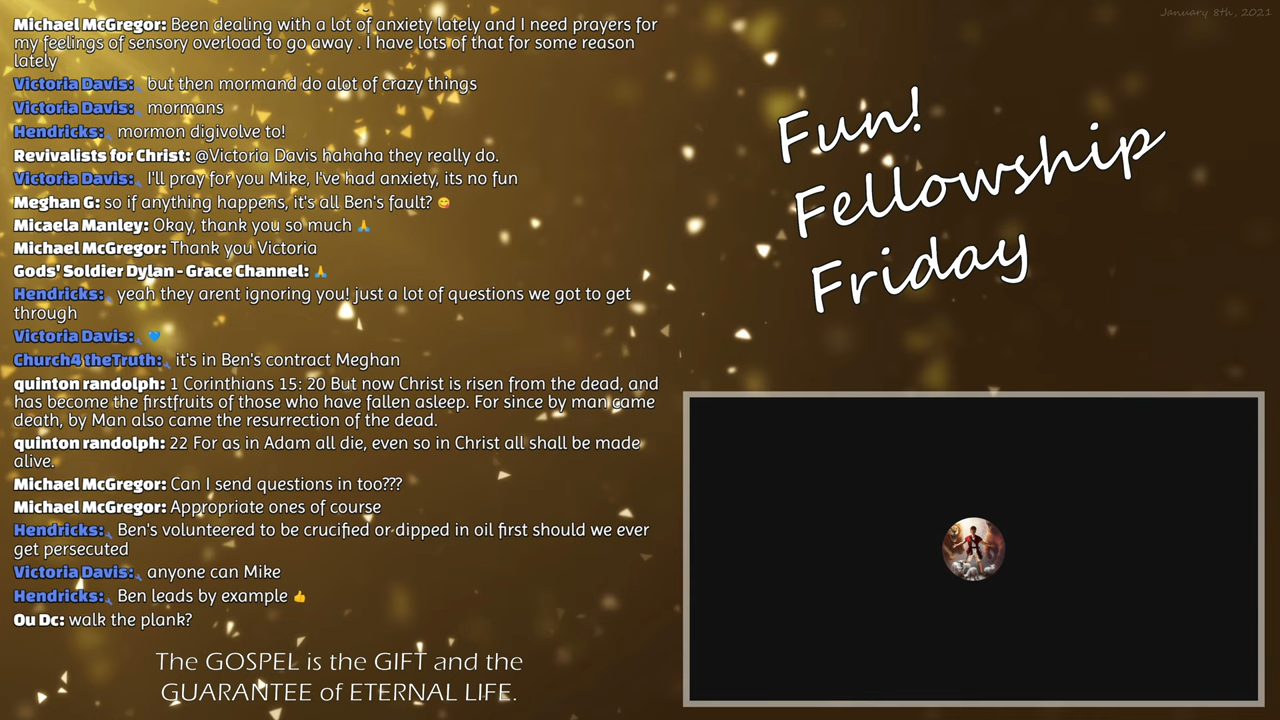 Michael McGregor: Been dealing with a lot of anxiety lately and I need prayers for
my feelings of sensory overload to go away . I have lots of that for some reason
lately
Victoria Davis: but then mormand do alot of crazy things
Victoria Davis: mormans
Hendricks: mormon digivolve to!
Revivalists for Christ: @Victoria Davis hahaha they really do.
Victoria Davis: I'll pray for you Mike, I've had anxiety, its no fun
Meghan G: so if anything happens, it's all Ben's fault? 😋
Micaela Manley: Okay, thank you so much 🙏
Michael McGregor: Thank you Victoria
Gods' Soldier Dylan - Grace Channel: 🙏
Hendricks: yeah they arent ignoring you! just a lot of questions we got to get
through
Victoria Davis: 💙
Church4theTruth: it's in Ben's contract Meghan
quinton randolph: 1 Corinthians 15: 20 But now Christ is risen from the dead, and
has become the firstfruits of those who have fallen asleep. For since by man came
death, by Man also came the resurrection of the dead.
quinton randolph: 22 For as in Adam all die, even so in Christ all shall be made
alive.
Michael McGregor: Can I send questions in too???
Michael McGregor: Appropriate ones of course
Hendricks: Ben's volunteered to be crucified or dipped in oil first should we ever
get persecuted
Victoria Davis: anyone can Mike
Hendricks: Ben leads by example 👍
Ou Dc: walk the plank?
The GOSPEL is the GIFT and the
GUARANTEE of ETERNAL LIFE.
January 8th, 2021
Fun!
Fellowship
Friday